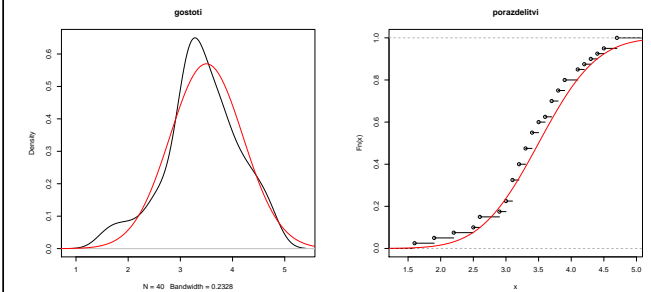 gostoti
Density
0.0 0.1 0.2 0.3 0.4 0.5 0.6
1 2 3 4 5
N = 40 Bandwidth = 0.2328
porazdelitvi
Fn(x)
0.0 0.2 0.4 0.6 0.8 1.0
1.5 2.0 2.5 3.0 3.5 4.0 4.5 5.0
x